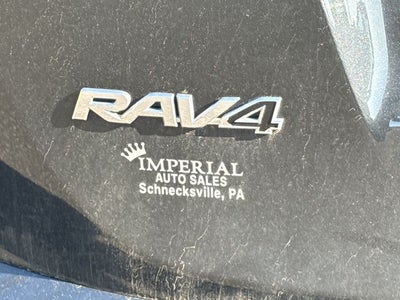 RAV4
IMPERIAL
AUTO SALES
Schnecksville, PA